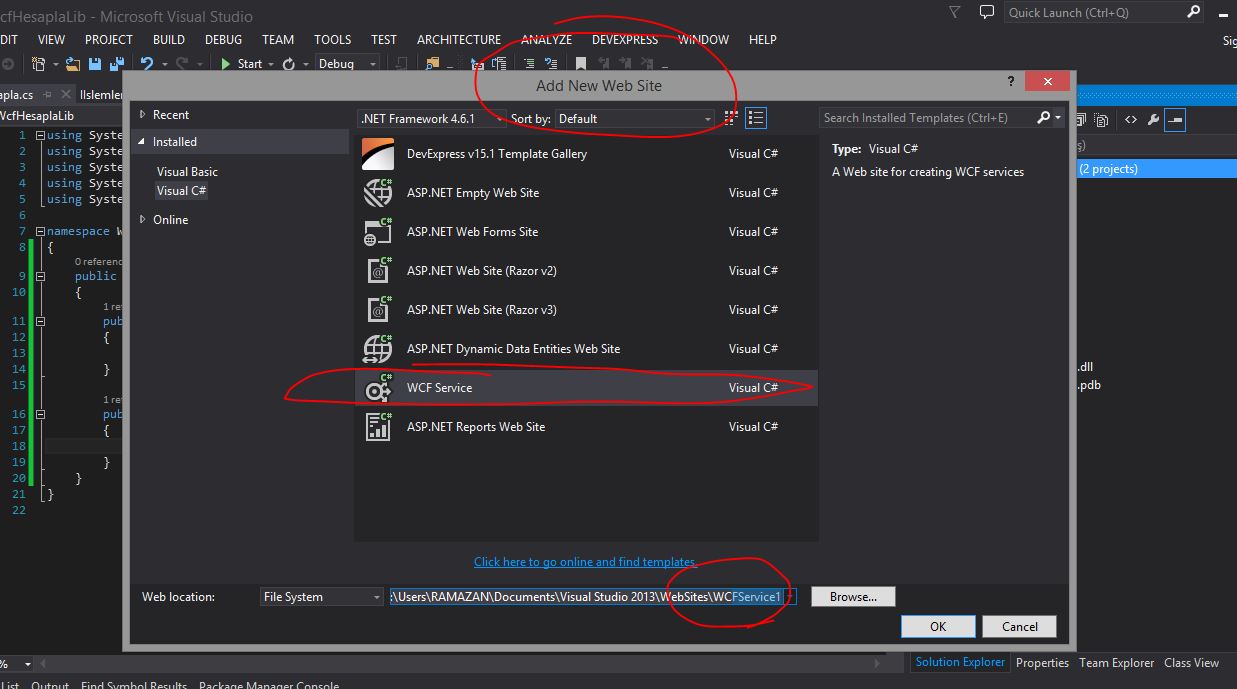 cfHesaplaLib - Microsoft Visual Studio
Quick Launch (Ctrl+Q)
DIT VIEW PROJECT BUILD DEBUG TEAM TOOLS TEST ARCHITECTURE ANALYZE DEVEXPRESS WINDOW HELP
Sig
Start Debug
Add New Web Site
?
apla.cs
IIslemler
WcfHesaplaLib
Recent
Installed
Visual Basic
Visual C#
Online
.NET Framework 4.6.1 Sort by: Default
Search Installed Templates (Ctrl+E)
DevExpress v15.1 Template Gallery Visual C#
ASP.NET Empty Web Site Visual C#
ASP.NET Web Forms Site Visual C#
ASP.NET Web Site (Razor v2) Visual C#
ASP.NET Web Site (Razor v3) Visual C#
ASP.NET Dynamic Data Entities Web Site Visual C#
WCF Service Visual C#
ASP.NET Reports Web Site Visual C#
Type: Visual C#
A Web site for creating WCF services
Click here to go online and find templates.
Web location: File System :\Users\RAMAZAN\Documents\Visual Studio 2013\WebSites\WCFService1 Browse...
OK Cancel
1 using Syste
2 using Syste
3 using Syste
4 using Syste
5 using Syste
6
7 namespace W
8 {
0 referenc
9 public
10 {
1 ref
11 pub
12 {
13
14 }
15
1 ref
16 pub
17 {
18
19 }
20 }
21 }
22
(2 projects)
.dll
.pdb
%
Solution Explorer Properties Team Explorer Class View
List Output Find Symbol Results Package Manager Console